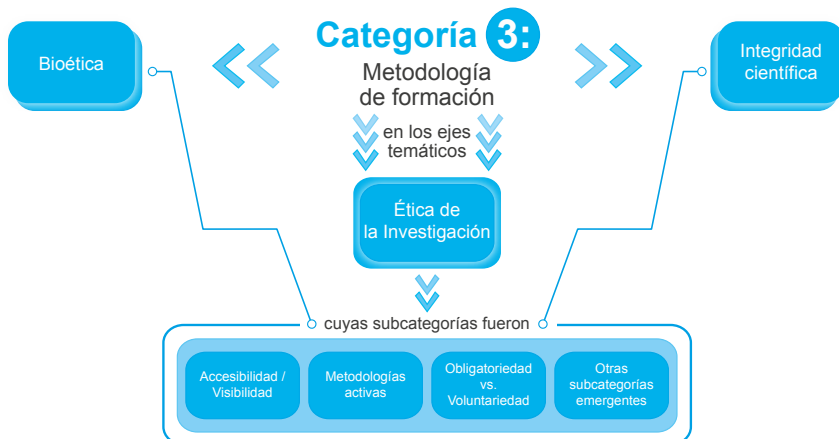 Categoría 3:
Bioética
Integridad
científica
Metodología
de formación
en los ejes
temáticos
Ética de
la Investigación
cuyas subcategorías fueron
Accesibilidad /
Visibilidad
Metodologías
activas
Obligatoriedad
vs.
Voluntariedad
Otras
subcategorías
emergentes